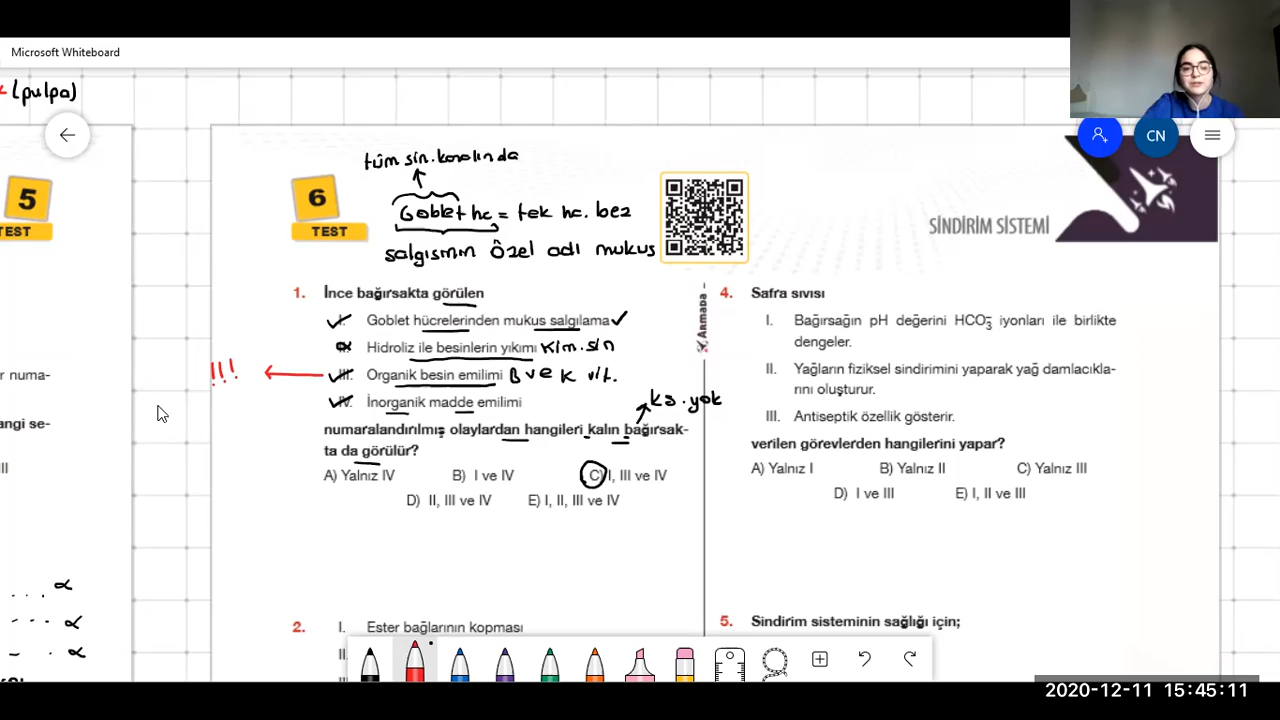 Microsoft Whiteboard
(pulpa)
5
TEST
re numa-
angi se-
III
CN
tüm sin. kanalında
6
TEST
Goblet hc = tek hc. bez
salgısının özel adı mukus
SİNDİRİM SİSTEMİ
1. İnce bağırsakta görülen
I. Goblet hücrelerinden mukus salgılama
II. Hidroliz ile besinlerin yıkımı kim. sin
!!! III. Organik besin emilimi B ve K vit.
IV. İnorganik madde emilimi
ks. yok
numaralandırılmış olaylardan hangileri kalın bağırsak-
ta da görülür?
A) Yalnız IV B) I ve IV C) I, III ve IV
D) II, III ve IV E) I, II, III ve IV
2. I. Ester bağlarının kopması
II.
Armada
4. Safra sıvısı
I. Bağırsağın pH değerini HCO₃⁻ iyonları ile birlikte
dengeler.
II. Yağların fiziksel sindirimini yaparak yağ damlacıkla-
rını oluşturur.
III. Antiseptik özellik gösterir.
verilen görevlerden hangilerini yapar?
A) Yalnız I B) Yalnız II C) Yalnız III
D) I ve III E) I, II ve III
5. Sindirim sisteminin sağlığı için;
2020-12-11 15:45:11